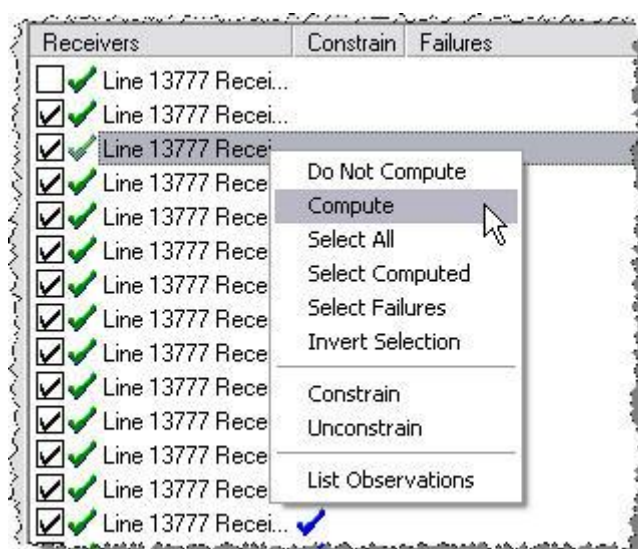 Receivers Constrain Failures
Line 13777 Recei...
Line 13777 Recei...
Line 13777 Recei
Line 13777 Rece
Line 13777 Rece
Line 13777 Rece
Line 13777 Rece
Line 13777 Rece
Line 13777 Rece
Line 13777 Rece
Line 13777 Rece
Line 13777 Rece
Line 13777 Rece
Line 13777 Recei...
Do Not Compute
Compute
Select All
Select Computed
Select Failures
Invert Selection
Constrain
Unconstrain
List Observations